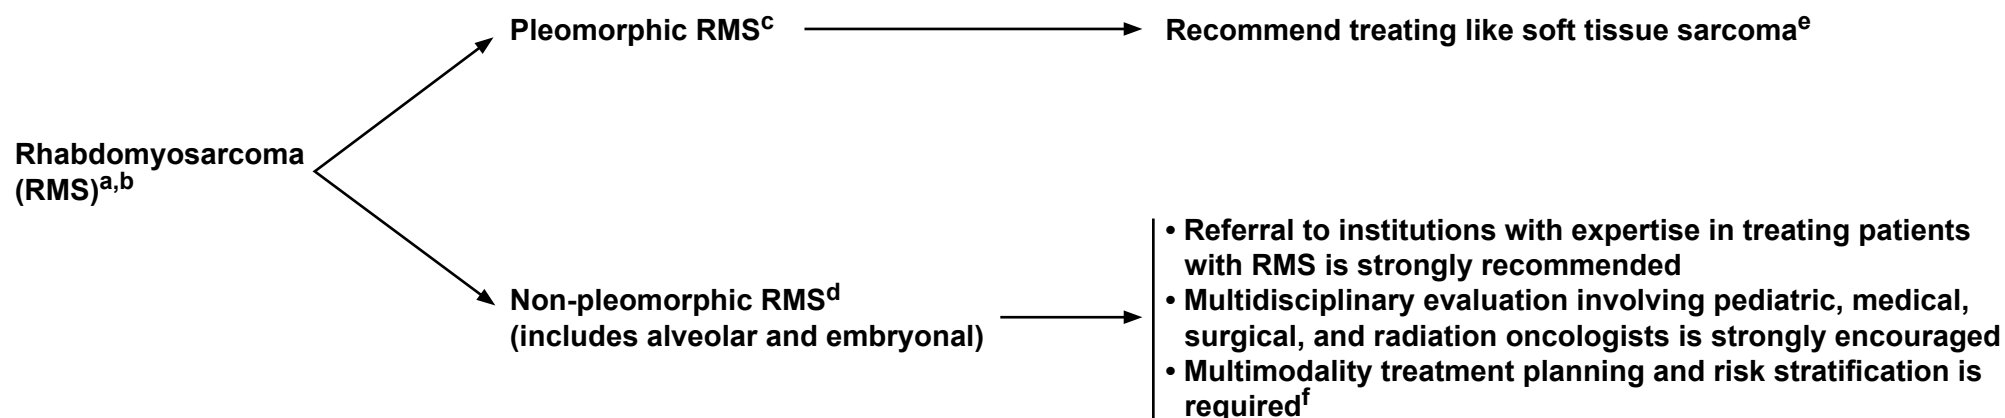 Pleomorphic RMSc
Recommend treating like soft tissue sarcomae
Rhabdomyosarcoma
(RMS)a,b
Non-pleomorphic RMSd
(includes alveolar and embryonal)
• Referral to institutions with expertise in treating patients
with RMS is strongly recommended
• Multidisciplinary evaluation involving pediatric, medical,
surgical, and radiation oncologists is strongly encouraged
• Multimodality treatment planning and risk stratification is
requiredf